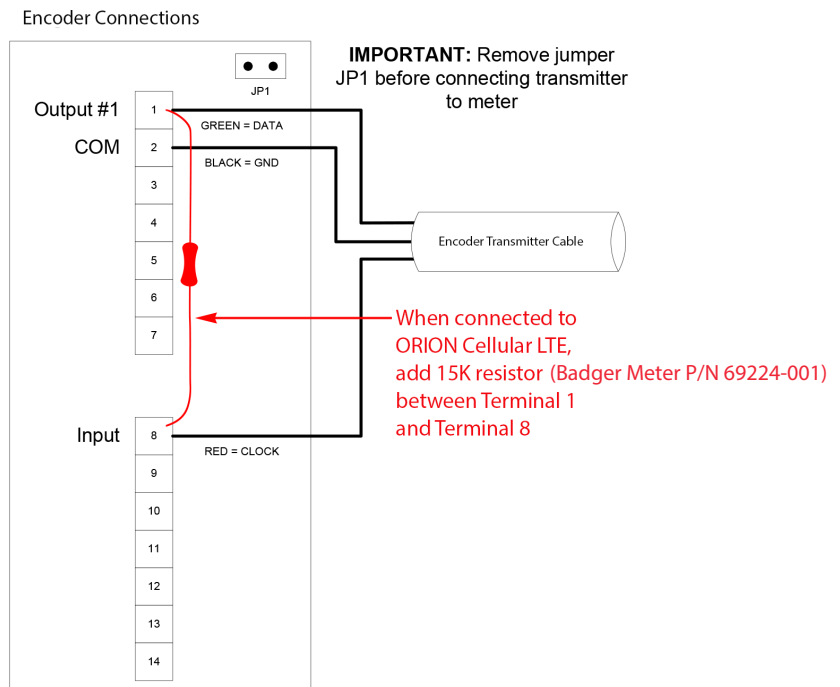 Encoder Connections
IMPORTANT: Remove jumper
JP1 before connecting transmitter
to meter
JP1
Output #1
1
GREEN = DATA
COM
2
BLACK = GND
3
4
5
6
7
Encoder Transmitter Cable
When connected to
ORION Cellular LTE,
add 15K resistor (Badger Meter P/N 69224-001)
between Terminal 1
and Terminal 8
Input
8
RED = CLOCK
9
10
11
12
13
14